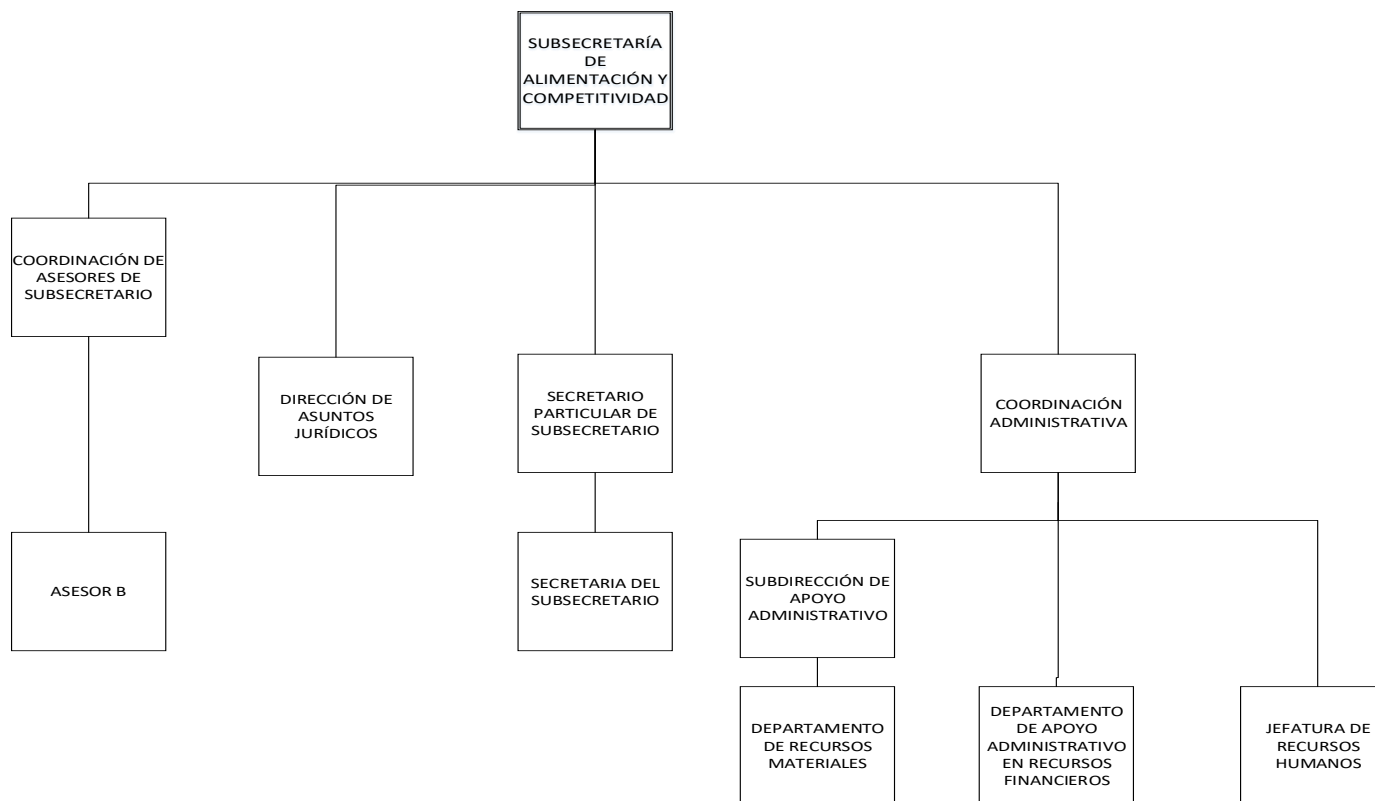 SUBSECRETARÍA
DE
ALIMENTACIÓN Y
COMPETITIVIDAD
COORDINACIÓN DE
ASESORES DE
SUBSECRETARIO
DIRECCIÓN DE
ASUNTOS
JURÍDICOS
SECRETARIO
PARTICULAR DE
SUBSECRETARIO
COORDINACIÓN
ADMINISTRATIVA
ASESOR B
SECRETARIA DEL
SUBSECRETARIO
SUBDIRECCIÓN DE
APOYO
ADMINISTRATIVO
DEPARTAMENTO
DE RECURSOS
MATERIALES
DEPARTAMENTO
DE APOYO
ADMINISTRATIVO
EN RECURSOS
FINANCIEROS
JEFATURA DE
RECURSOS
HUMANOS